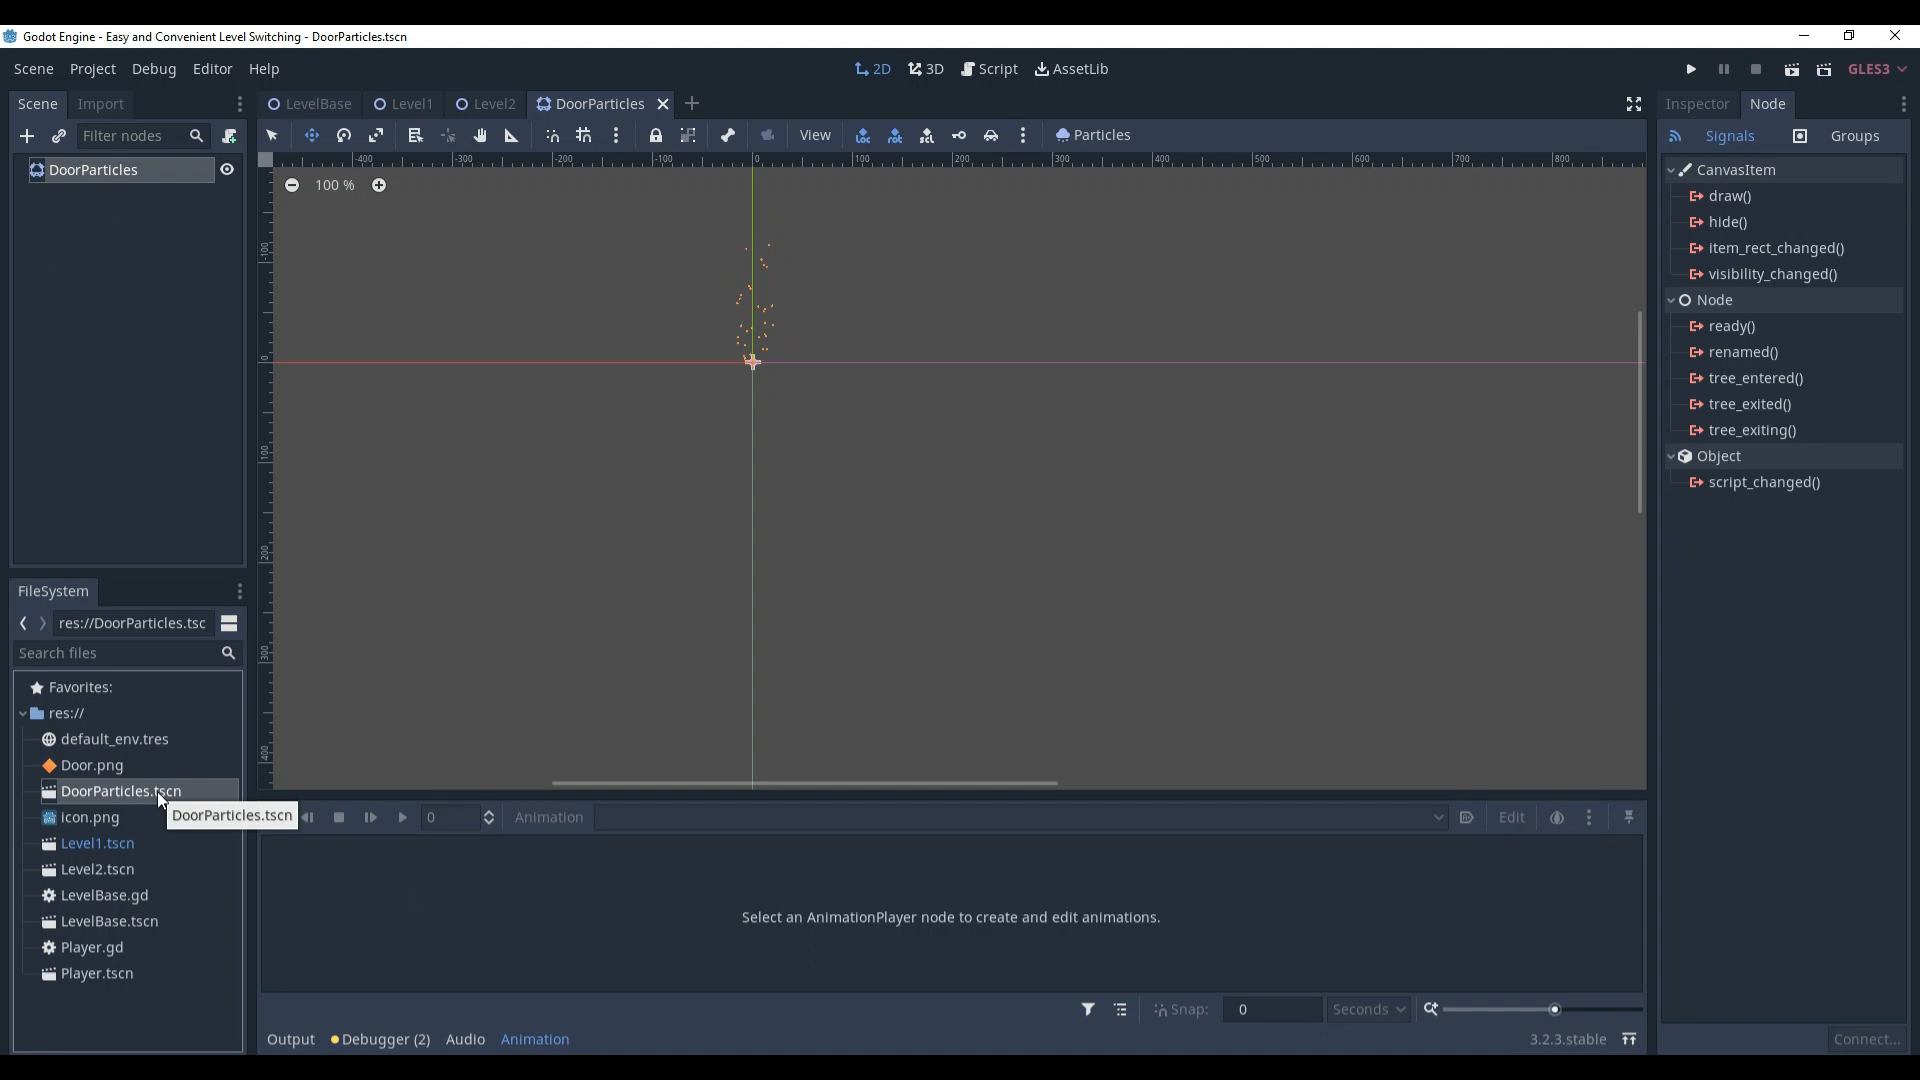 Godot Engine - Easy and Convenient Level Switching - DoorParticles.tscn
Scene Project Debug Editor Help
2D 3D Script AssetLib
GLES3
Scene Import
LevelBase Level1 Level2 DoorParticles
Inspector Node
Filter nodes
View
Particles
Signals Groups
DoorParticles
-400 -300 -200 -100 0 100 200 300 400 500 600 700 800
100 %
-100
0
100
200
300
400
CanvasItem
draw()
hide()
item_rect_changed()
visibility_changed()
Node
ready()
renamed()
tree_entered()
tree_exited()
tree_exiting()
Object
script_changed()
FileSystem
res://DoorParticles.tsc
Search files
Favorites:
res://
default_env.tres
Door.png
DoorParticles.tscn
icon.png
DoorParticles.tscn
Level1.tscn
Level2.tscn
LevelBase.gd
LevelBase.tscn
Player.gd
Player.tscn
0 Animation Edit
Select an AnimationPlayer node to create and edit animations.
Snap: 0 Seconds
Output Debugger (2) Audio Animation
3.2.3.stable
Connect...